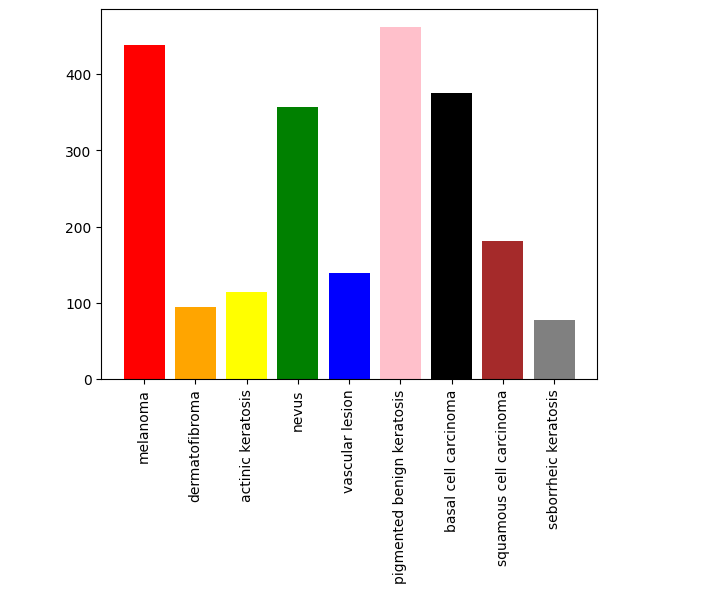 400
300
200
100
0
melanoma
dermatofibroma
actinic keratosis
nevus
vascular lesion
pigmented benign keratosis
basal cell carcinoma
squamous cell carcinoma
seborrheic keratosis